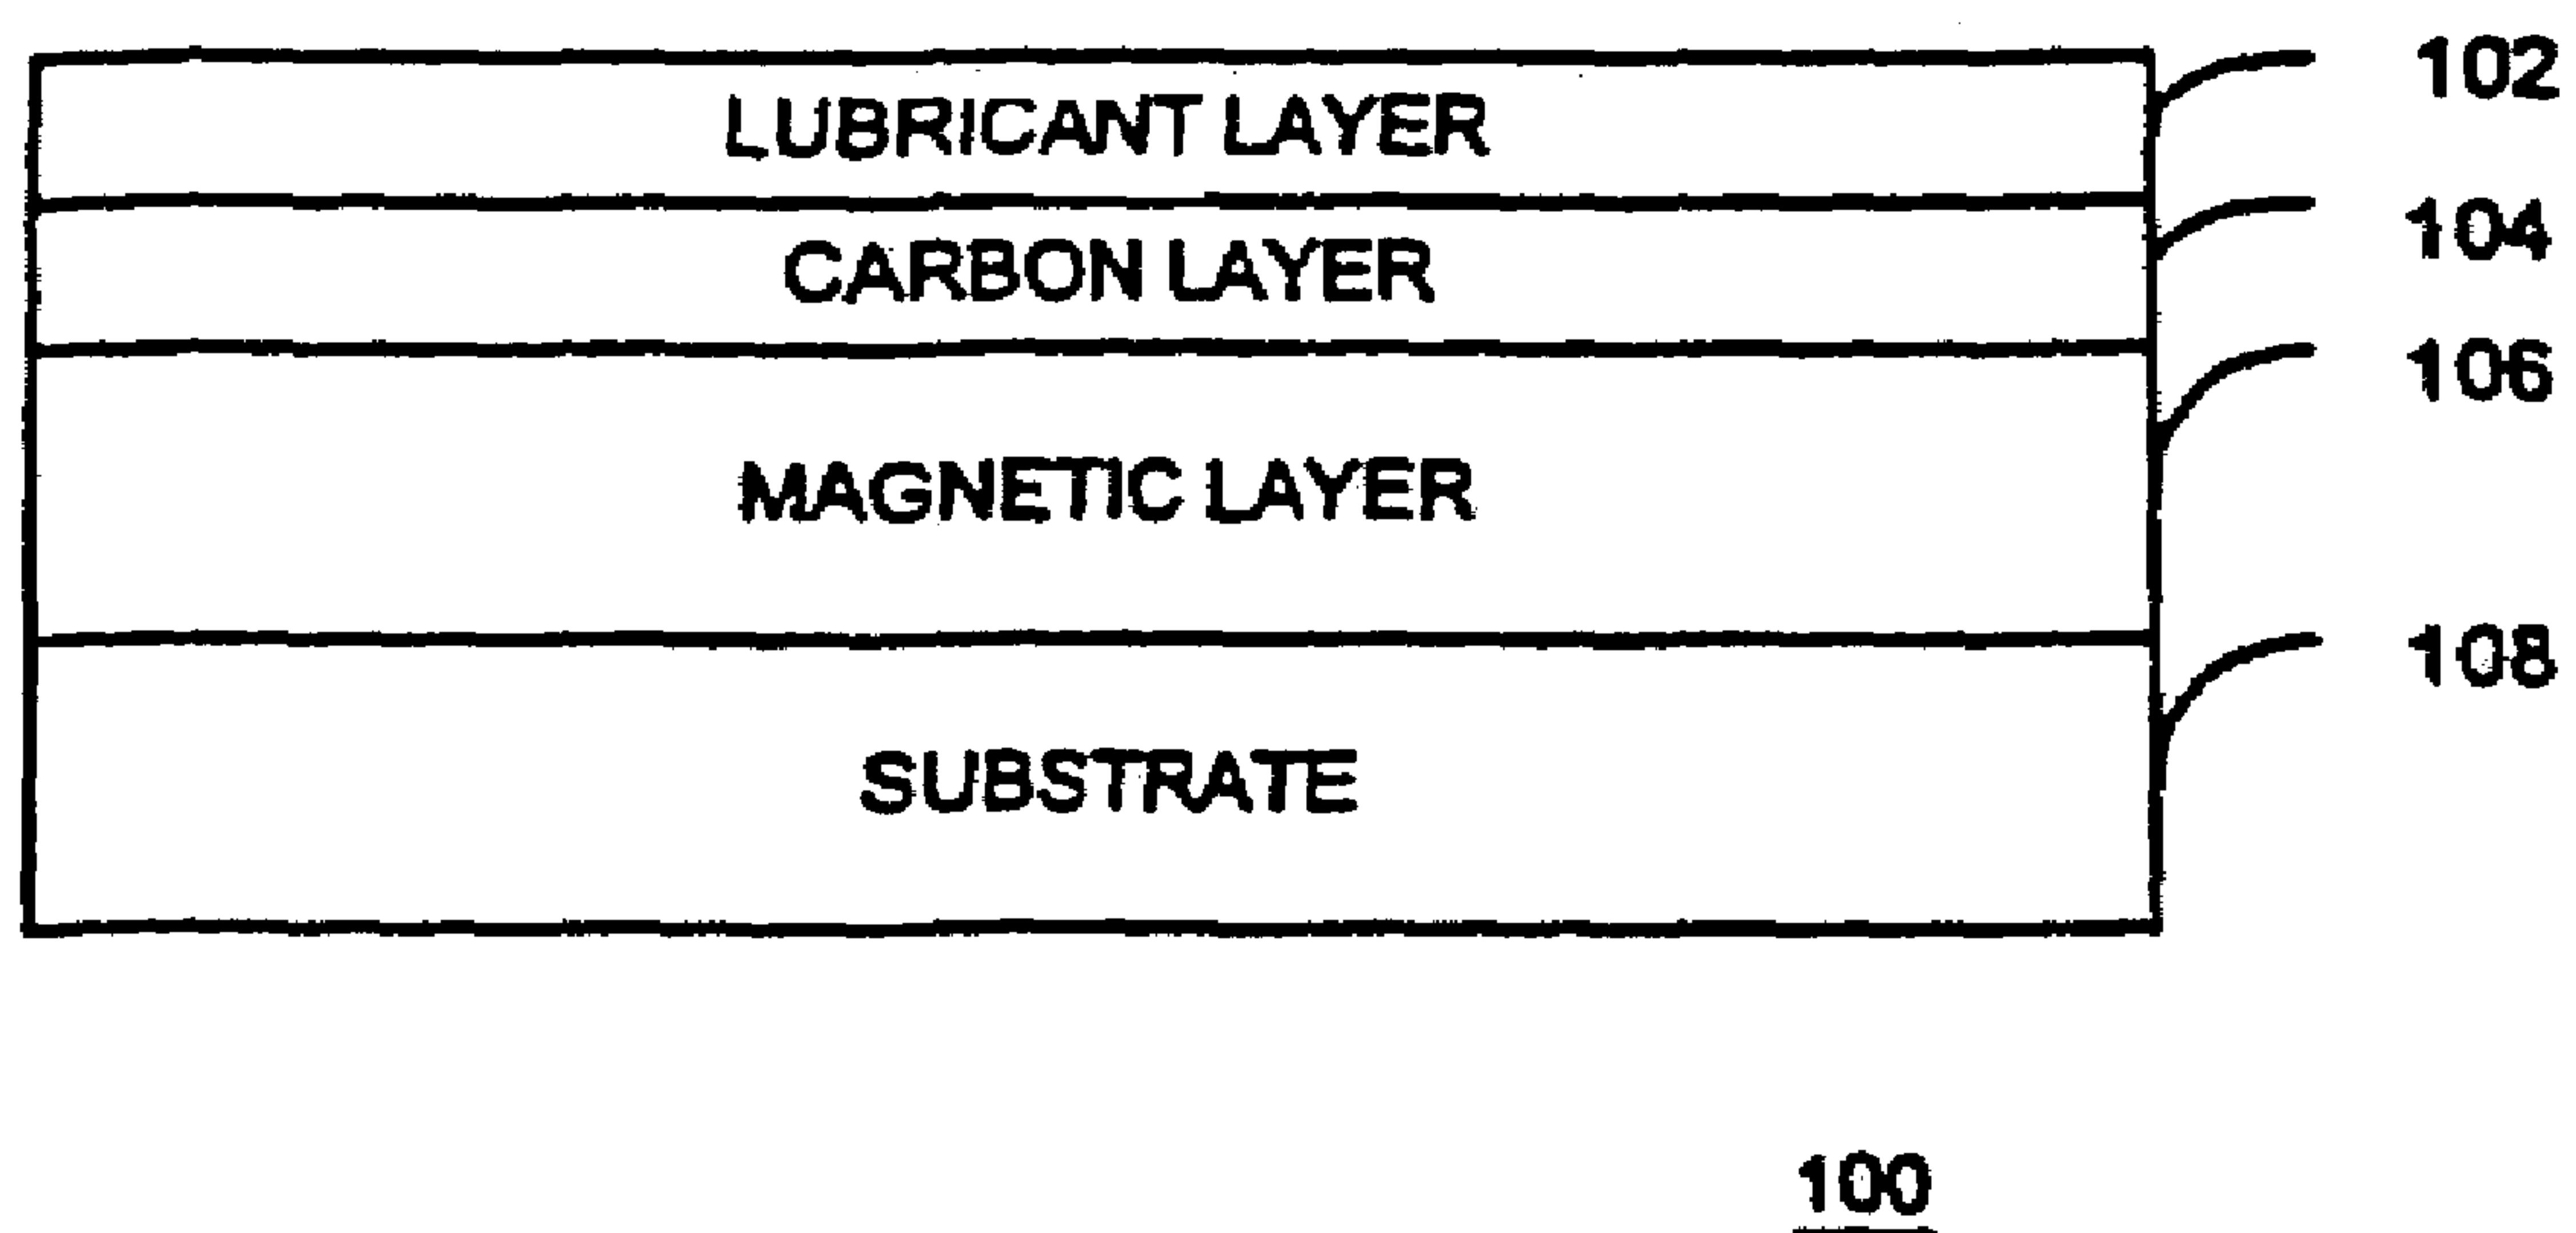 LUBRICANT LAYER 102
CARBON LAYER 104
MAGNETIC LAYER 106
SUBSTRATE 108
100